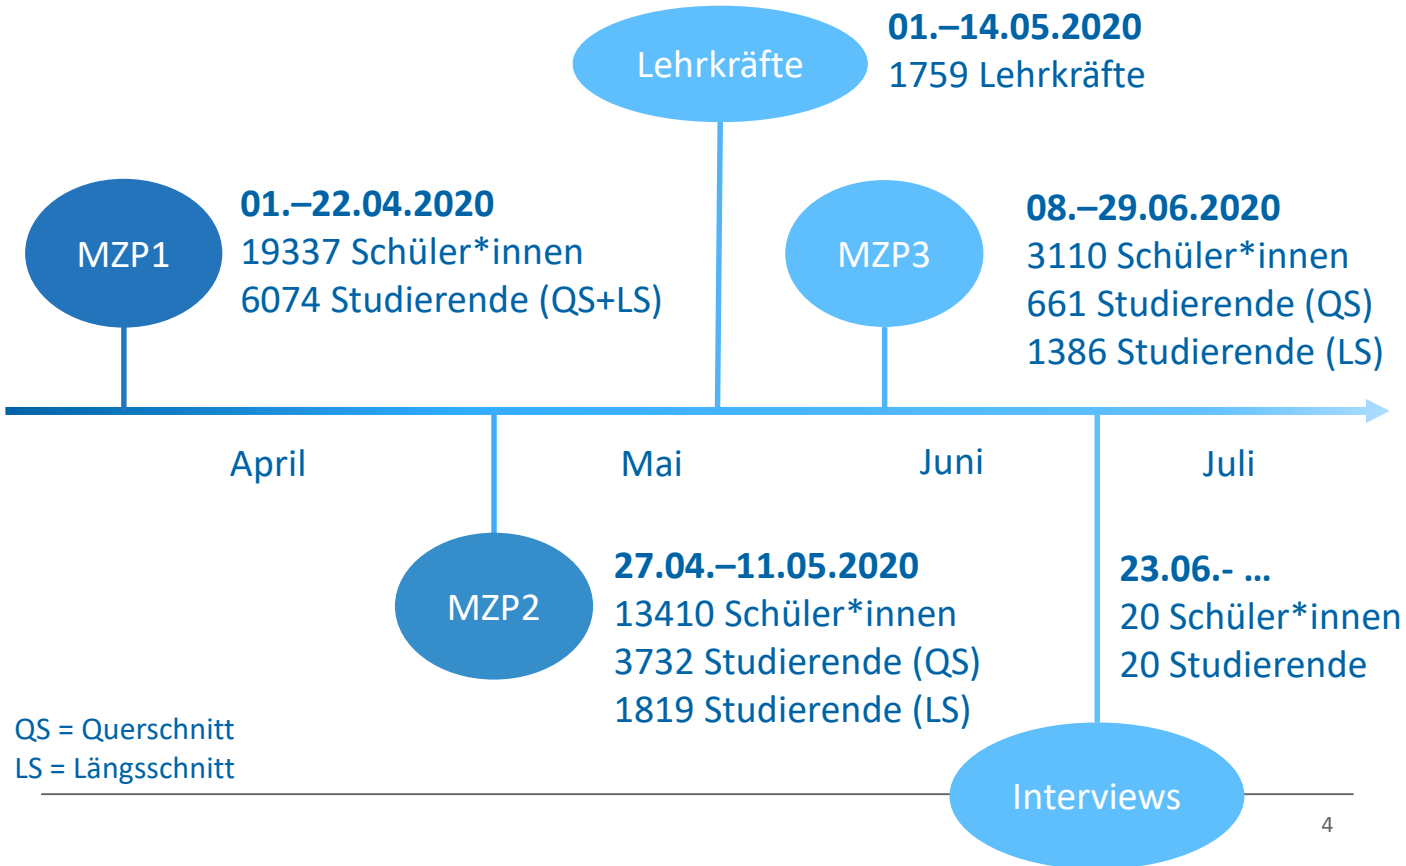 Lehrkräfte
01.–14.05.2020
1759 Lehrkräfte
MZP1
01.–22.04.2020
19337 Schüler*innen
6074 Studierende (QS+LS)
MZP3
08.–29.06.2020
3110 Schüler*innen
661 Studierende (QS)
1386 Studierende (LS)
April
Mai
Juni
Juli
MZP2
27.04.–11.05.2020
13410 Schüler*innen
3732 Studierende (QS)
1819 Studierende (LS)
23.06.- ...
20 Schüler*innen
20 Studierende
QS = Querschnitt
LS = Längsschnitt
Interviews
4